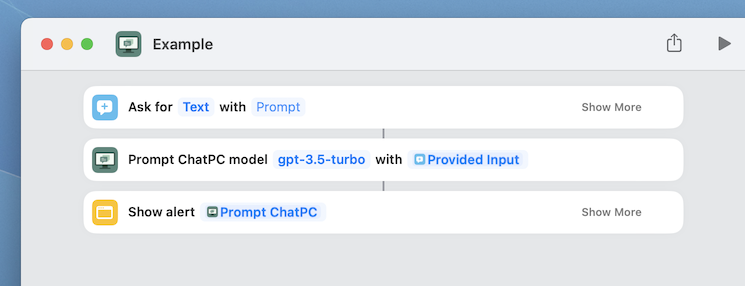 Example
Ask for Text with Prompt Show More
Prompt ChatPC model gpt-3.5-turbo with Provided Input
Show alert Prompt ChatPC Show More